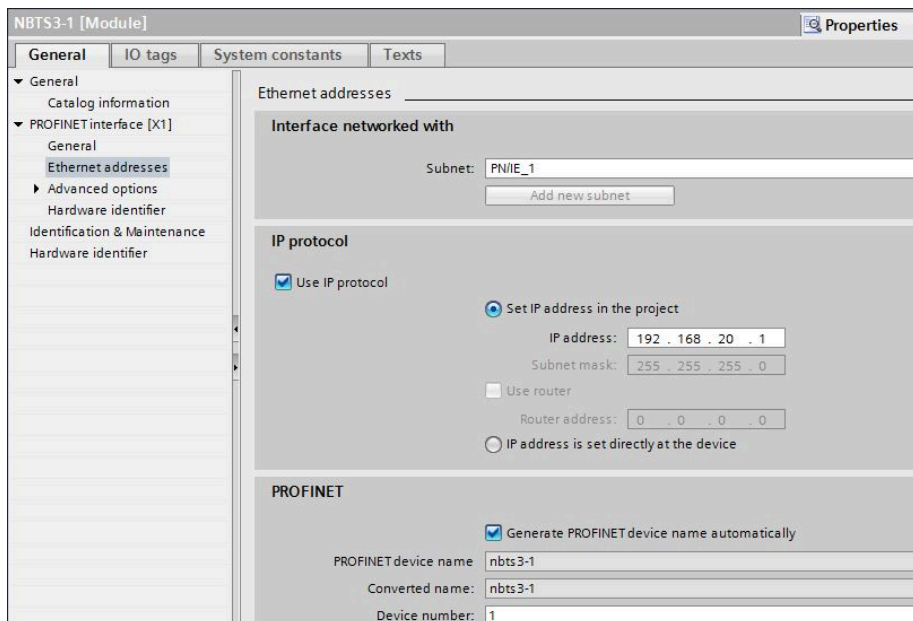 NBTS3-1 [Module]
Properties
General IO tags System constants Texts
General
Catalog information
PROFINET interface [X1]
General
Ethernet addresses
Advanced options
Hardware identifier
Identification & Maintenance
Hardware identifier
Ethernet addresses
Interface networked with
Subnet: PN/IE_1
Add new subnet
IP protocol
Use IP protocol
Set IP address in the project
IP address: 192 . 168 . 20 . 1
Subnet mask: 255 . 255 . 255 . 0
Use router
Router address: 0 . 0 . 0 . 0
IP address is set directly at the device
PROFINET
Generate PROFINET device name automatically
PROFINET device name nbts3-1
Converted name: nbts3-1
Device number: 1